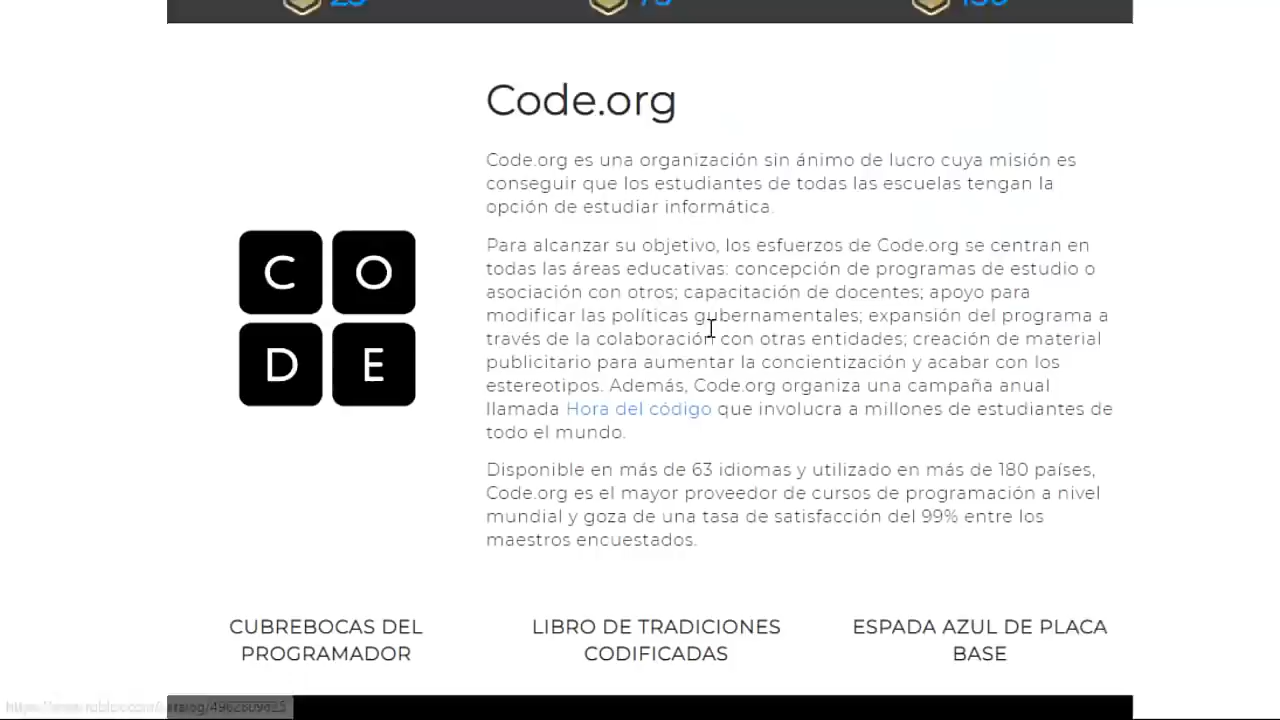 Code.org
Code.org es una organización sin ánimo de lucro cuya misión es
conseguir que los estudiantes de todas las escuelas tengan la
opción de estudiar informática.
Para alcanzar su objetivo, los esfuerzos de Code.org se centran en
todas las áreas educativas: concepción de programas de estudio o
asociación con otros; capacitación de docentes; apoyo para
modificar las políticas gubernamentales; expansión del programa a
través de la colaboración con otras entidades; creación de material
publicitario para aumentar la concientización y acabar con los
estereotipos. Además, Code.org organiza una campaña anual
llamada Hora del código que involucra a millones de estudiantes de
todo el mundo.
Disponible en más de 63 idiomas y utilizado en más de 180 países,
Code.org es el mayor proveedor de cursos de programación a nivel
mundial y goza de una tasa de satisfacción del 99% entre los
maestros encuestados.
C O
D E
CUBREBOCAS DEL
PROGRAMADOR
LIBRO DE TRADICIONES
CODIFICADAS
ESPADA AZUL DE PLACA
BASE